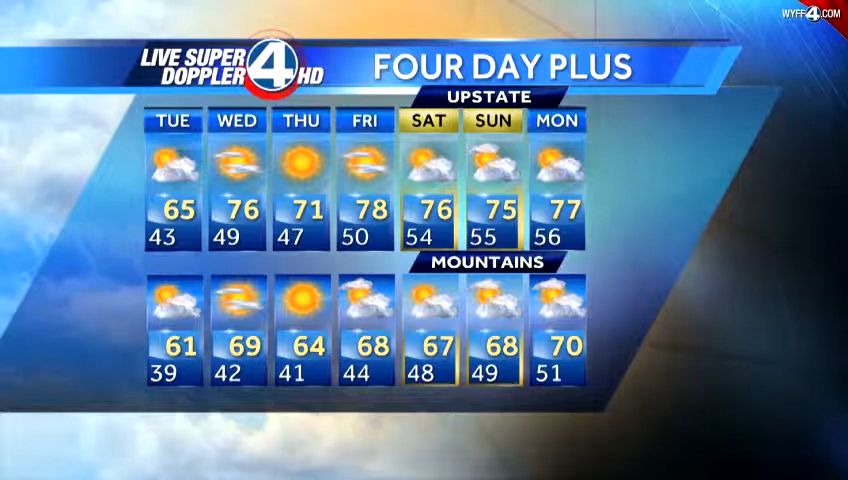 WYFF4.COM
LIVE SUPER
DOPPLER 4 HD
FOUR DAY PLUS
UPSTATE
TUE WED THU FRI SAT SUN MON
65 76 71 78 76 75 77
43 49 47 50 54 55 56
MOUNTAINS
61 69 64 68 67 68 70
39 42 41 44 48 49 51